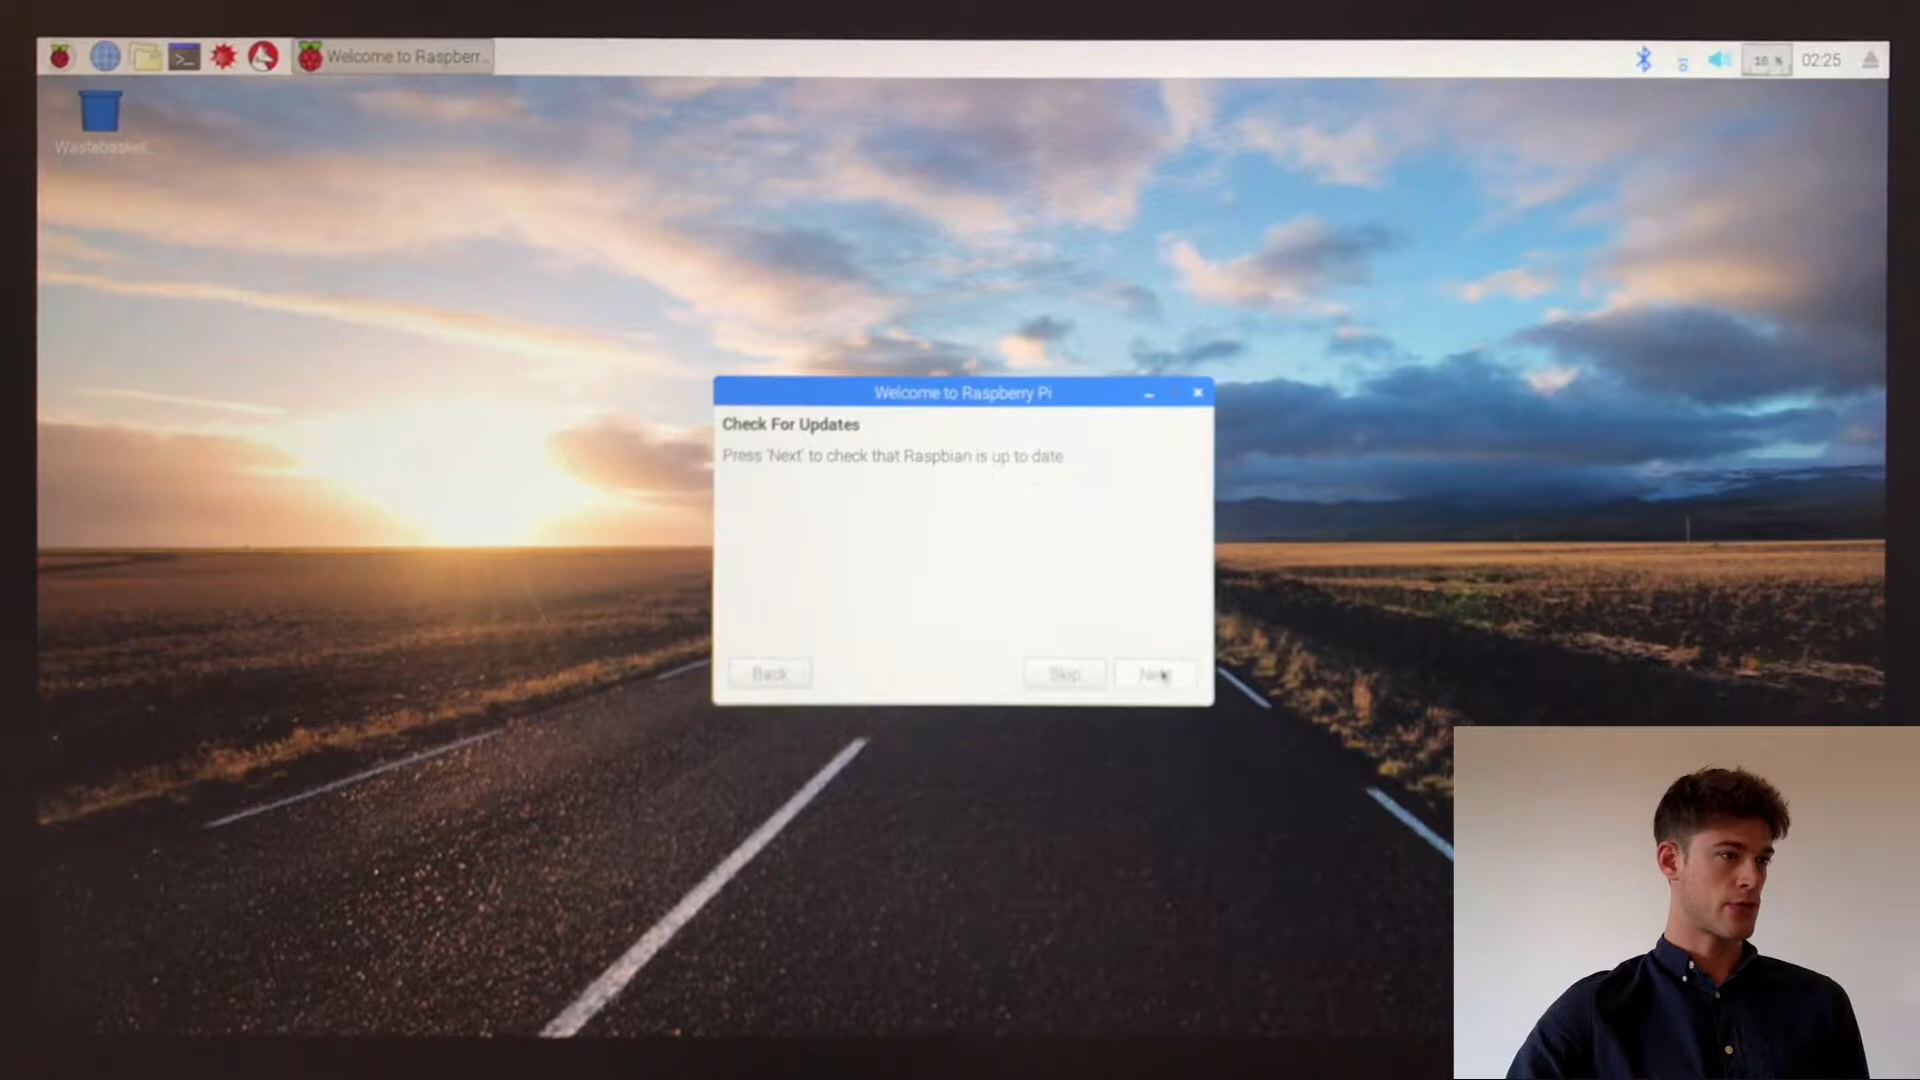 Welcome to Raspberr...
10 %
02:25
Wastebasket
Welcome to Raspberry Pi
Check For Updates
Press 'Next' to check that Raspbian is up to date
Back
Skip
Next